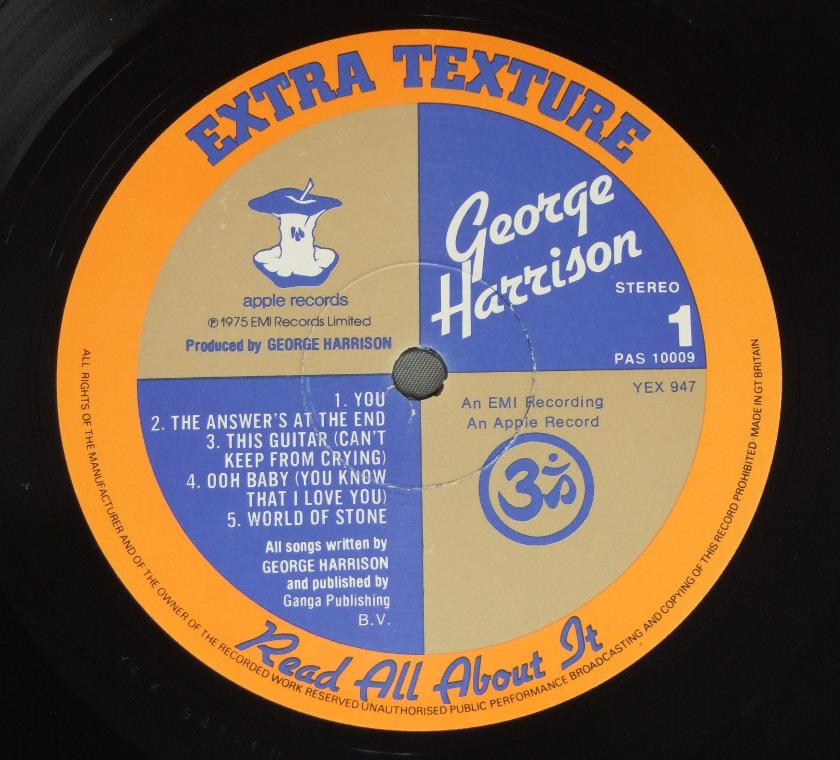 EXTRA TEXTURE
apple records
℗ 1975 EMI Records Limited
Produced by GEORGE HARRISON
George
Harrison
STEREO
1
PAS 10009
YEX 947
An EMI Recording
An Apple Record
ॐ
1. YOU
2. THE ANSWER'S AT THE END
3. THIS GUITAR (CAN'T
KEEP FROM CRYING)
4. OOH BABY (YOU KNOW
THAT I LOVE YOU)
5. WORLD OF STONE
All songs written by
GEORGE HARRISON
and published by
Ganga Publishing
B.V.
Read All About It
ALL RIGHTS OF THE MANUFACTURER AND OF THE OWNER OF THE RECORDED WORK RESERVED UNAUTHORISED PUBLIC PERFORMANCE BROADCASTING AND COPYING OF THIS RECORD PROHIBITED · MADE IN GT BRITAIN